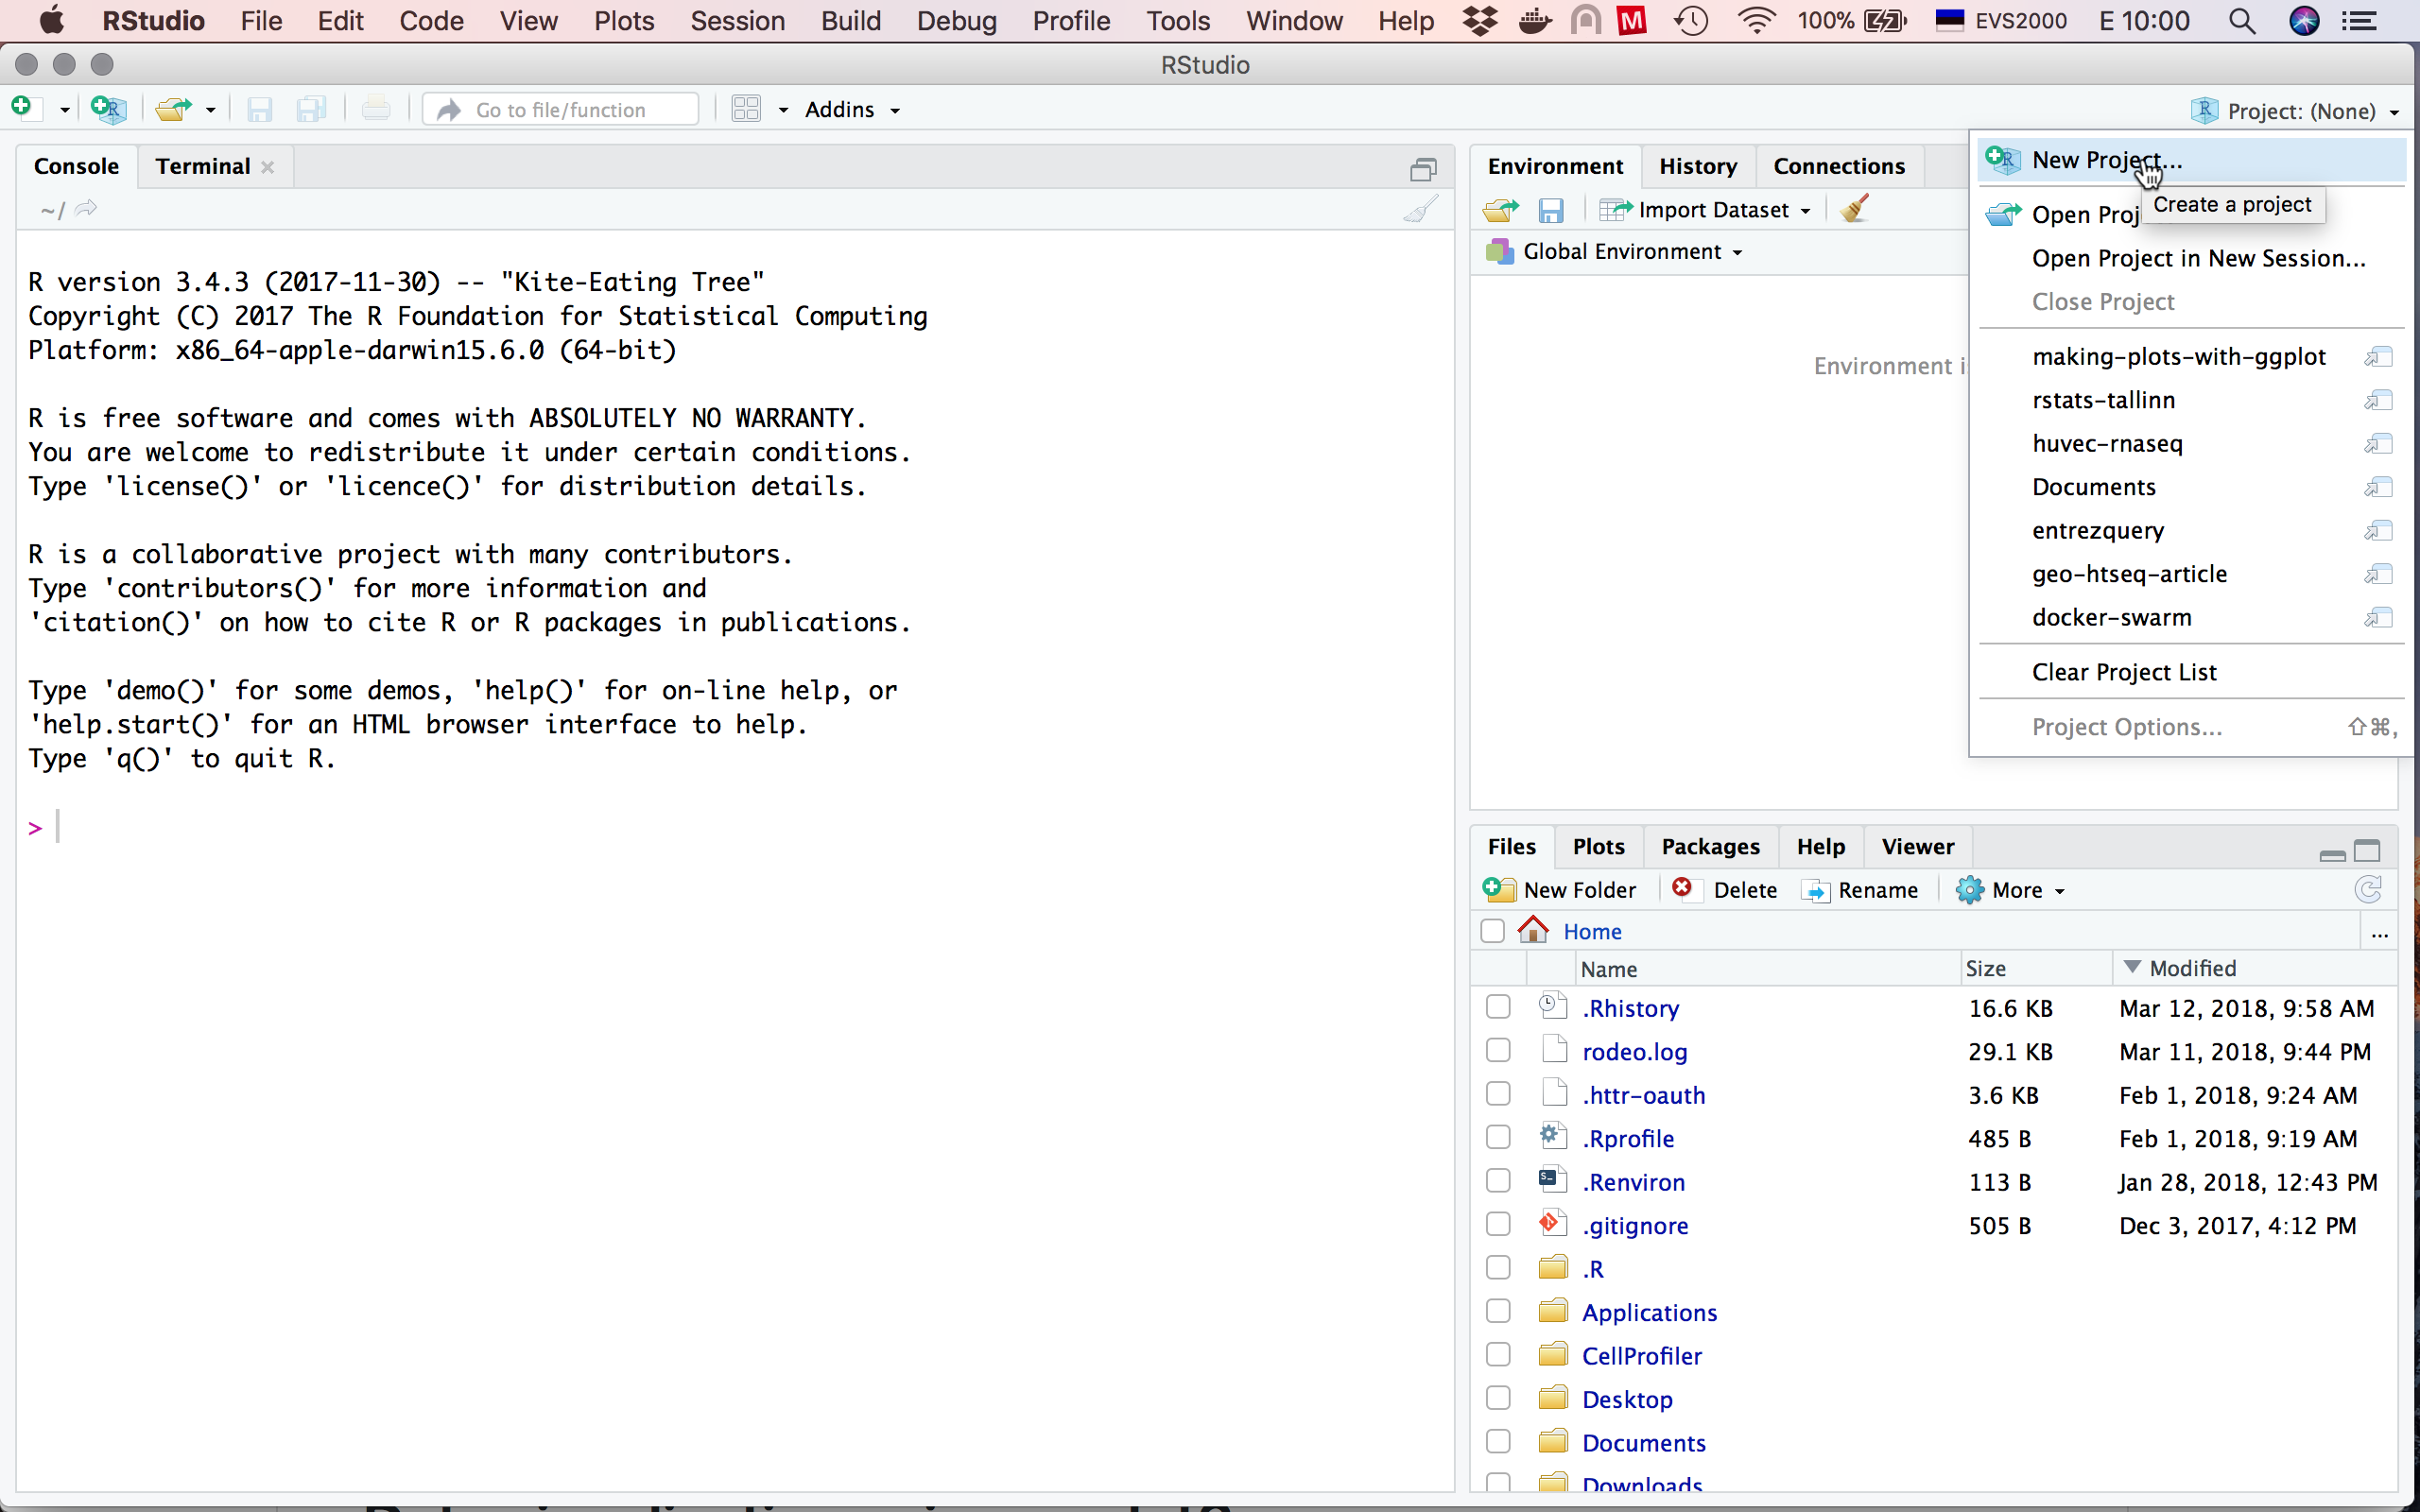 RStudio File Edit Code View Plots Session Build Debug Profile Tools Window Help 100% EVS2000 E 10:00
RStudio
Go to file/function Addins Project: (None)
Console Terminal
~/
R version 3.4.3 (2017-11-30) -- "Kite-Eating Tree"
Copyright (C) 2017 The R Foundation for Statistical Computing
Platform: x86_64-apple-darwin15.6.0 (64-bit)
R is free software and comes with ABSOLUTELY NO WARRANTY.
You are welcome to redistribute it under certain conditions.
Type 'license()' or 'licence()' for distribution details.
R is a collaborative project with many contributors.
Type 'contributors()' for more information and
'citation()' on how to cite R or R packages in publications.
Type 'demo()' for some demos, 'help()' for on-line help, or
'help.start()' for an HTML browser interface to help.
Type 'q()' to quit R.
>
Environment History Connections
Import Dataset
Global Environment
Environment i
New Project...
Create a project
Open Proj
Open Project in New Session...
Close Project
making-plots-with-ggplot
rstats-tallinn
huvec-rnaseq
Documents
entrezquery
geo-htseq-article
docker-swarm
Clear Project List
Project Options... ⇧⌘,
Files Plots Packages Help Viewer
New Folder Delete Rename More
Home ...
Name Size Modified
.Rhistory 16.6 KB Mar 12, 2018, 9:58 AM
rodeo.log 29.1 KB Mar 11, 2018, 9:44 PM
.httr-oauth 3.6 KB Feb 1, 2018, 9:24 AM
.Rprofile 485 B Feb 1, 2018, 9:19 AM
.Renviron 113 B Jan 28, 2018, 12:43 PM
.gitignore 505 B Dec 3, 2017, 4:12 PM
.R
Applications
CellProfiler
Desktop
Documents
Downloads